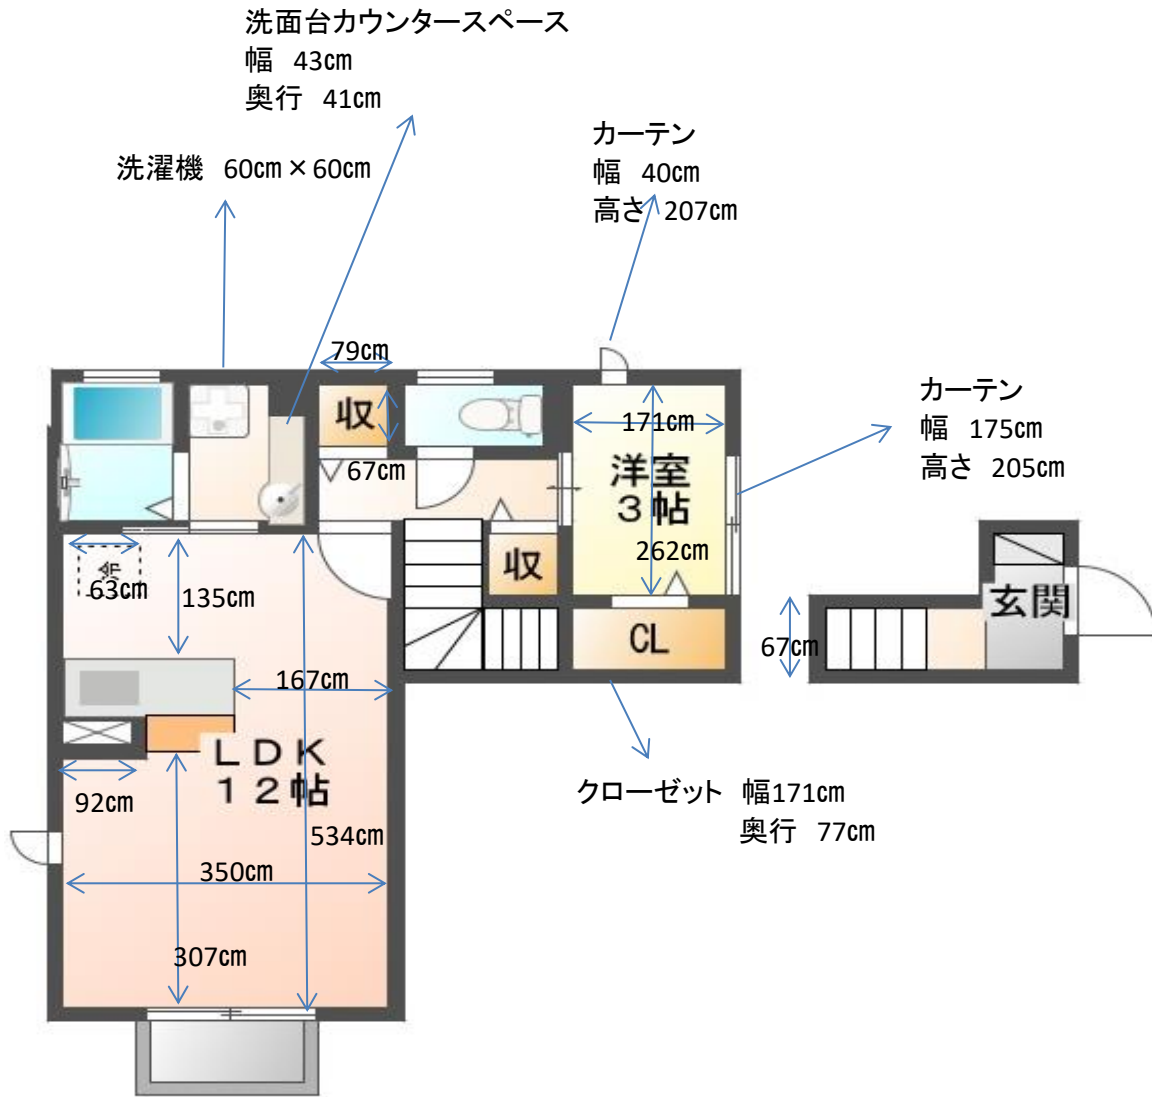 洗面台カウンタースペース
幅 43cm
奥行 41cm
カーテン
幅 40cm
高さ 207cm
洗濯機 60cm×60cm
79cm
収
67cm
171cm
洋室
3帖
262cm
カーテン
幅 175cm
高さ 205cm
冷
63cm
135cm
収
CL
玄関
67cm
167cm
LDK
12帖
92cm
534cm
350cm
307cm
クローゼット 幅171cm
奥行 77cm